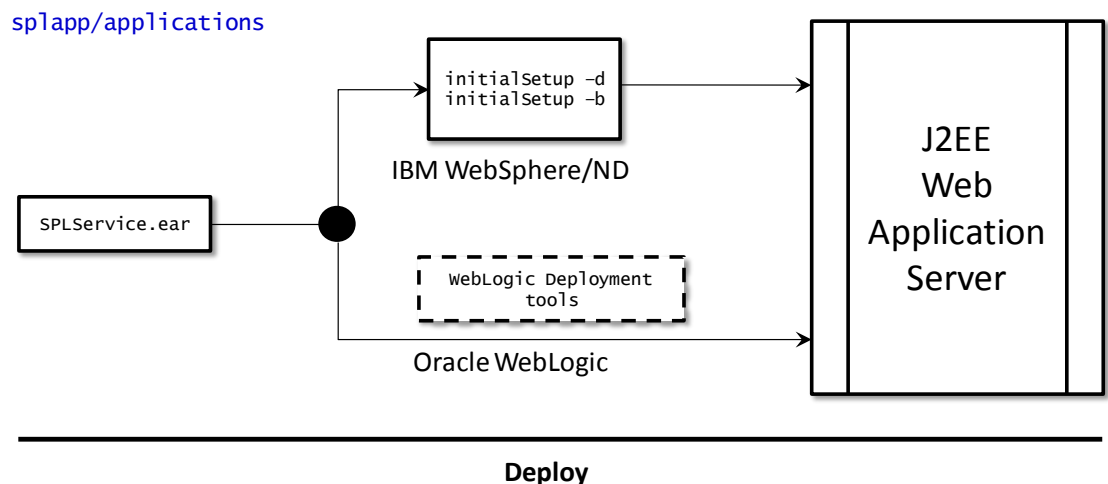 splapp/applications
initialSetup –d
initialSetup –b
IBM WebSphere/ND
SPLService.ear
WebLogic Deployment
tools
Oracle WebLogic
J2EE
Web
Application
Server
Deploy